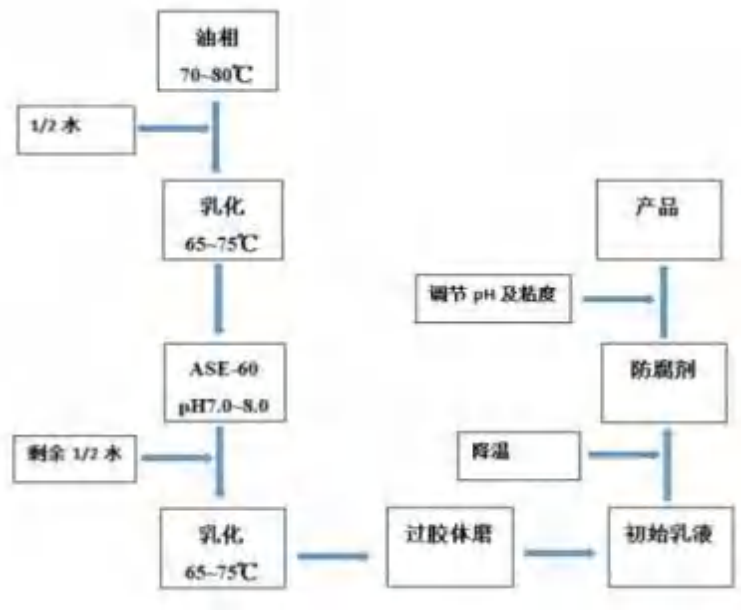 油相
70~80℃
1/2 水
乳化
65~75℃
ASE-60
pH7.0~8.0
剩余 1/2 水
乳化
65~75℃
过胶体磨
初始乳液
降温
防腐剂
调节 pH 及粘度
产品